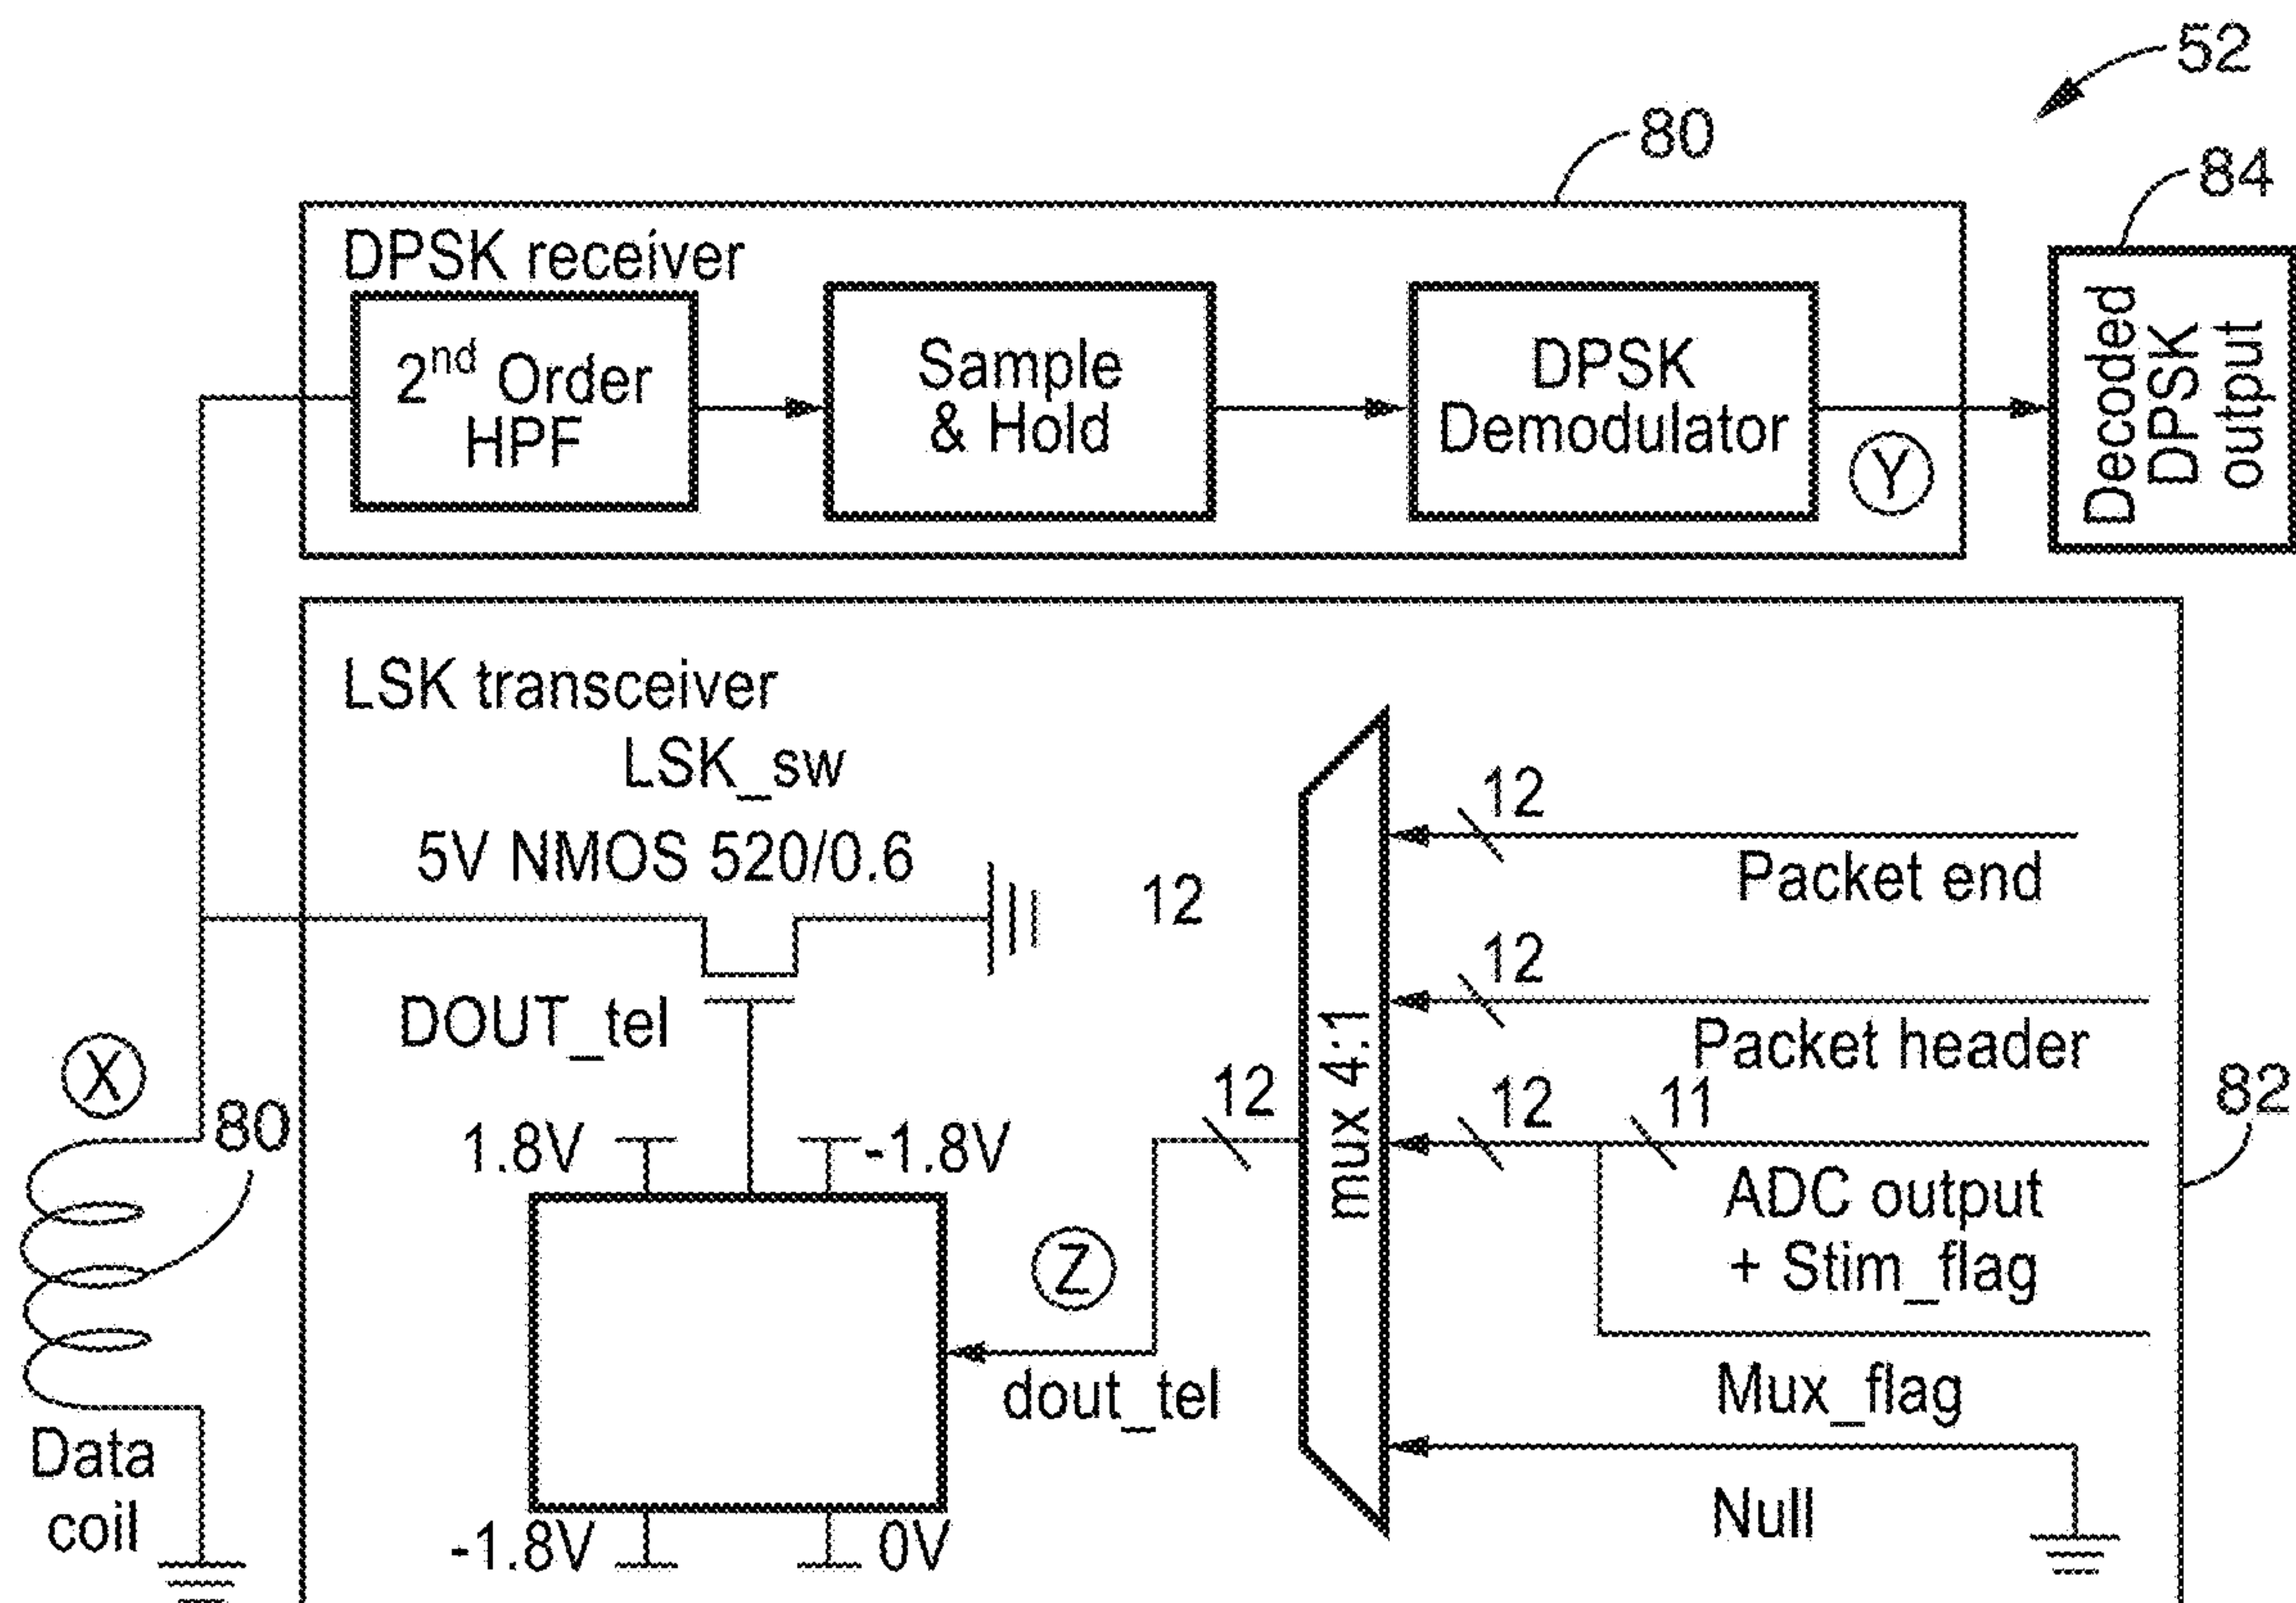 52
80
84
DPSK receiver
2nd Order
HPF
Sample
& Hold
DPSK
Demodulator
Y
Decoded
DPSK
output
LSK transceiver
LSK_sw
5V NMOS 520/0.6
12
DOUT_tel
X
80
Data
coil
1.8V
-1.8V
-1.8V
0V
Z
dout_tel
12
mux 4:1
12
Packet end
12
Packet header
12
11
ADC output
+ Stim_flag
Mux_flag
Null
82